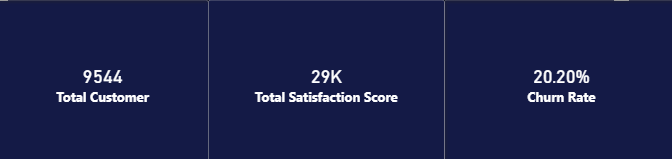 9544
Total Customer
29K
Total Satisfaction Score
20.20%
Churn Rate